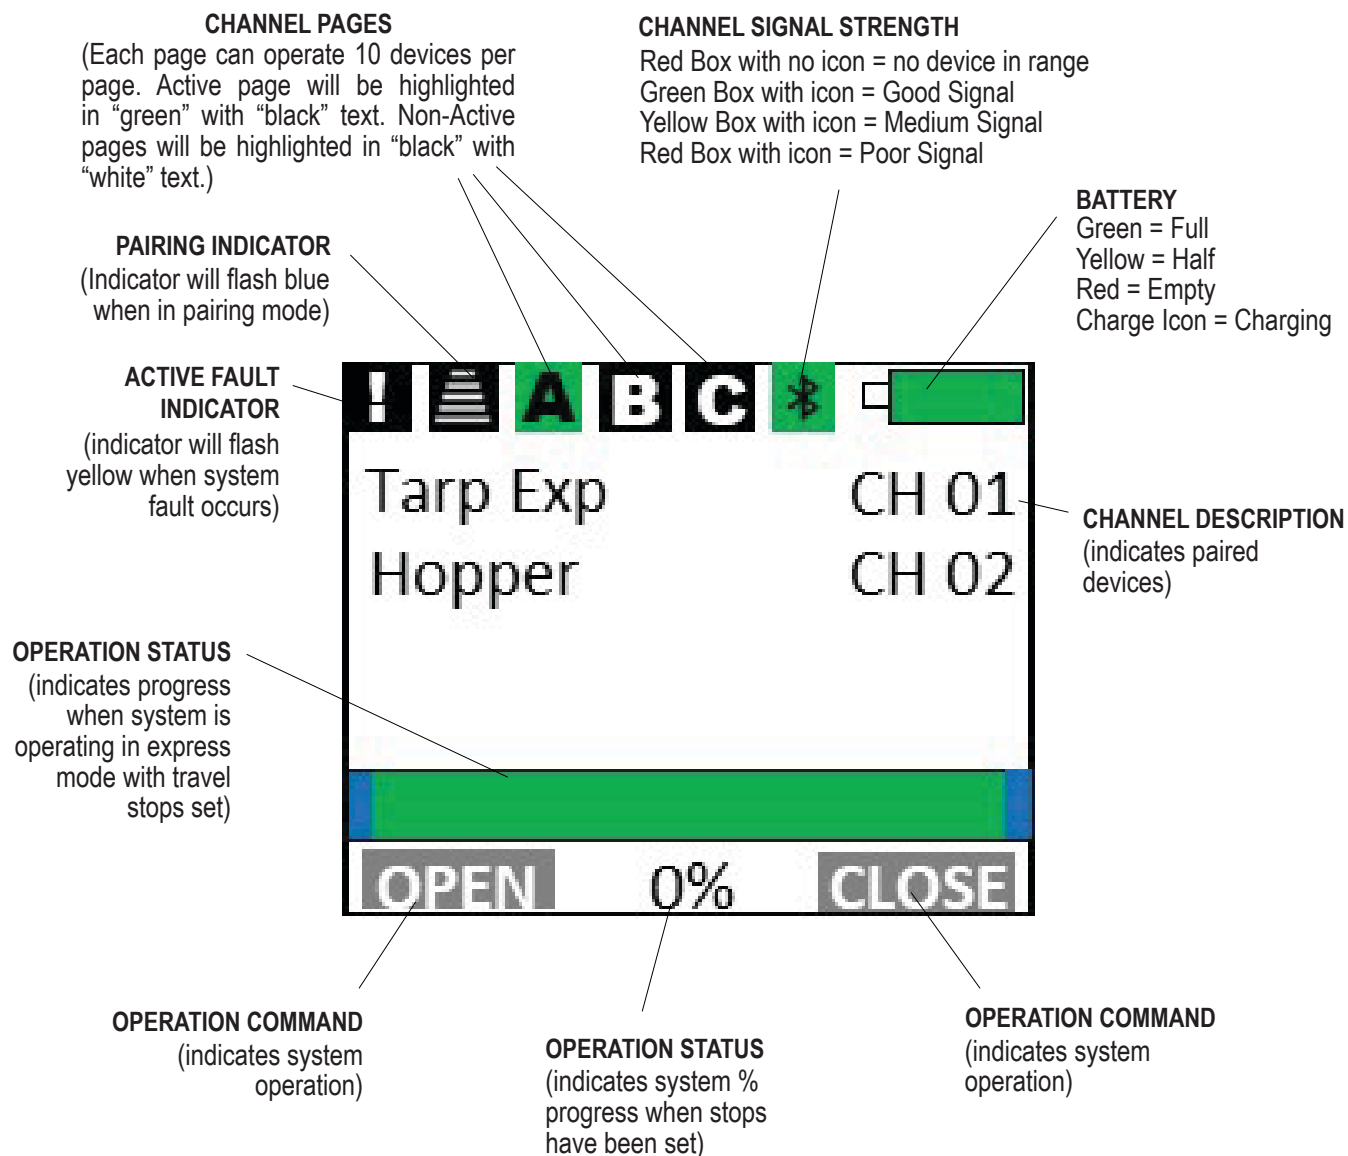 CHANNEL PAGES
(Each page can operate 10 devices per
page. Active page will be highlighted
in “green” with “black” text. Non-Active
pages will be highlighted in “black” with
“white” text.)
CHANNEL SIGNAL STRENGTH
Red Box with no icon = no device in range
Green Box with icon = Good Signal
Yellow Box with icon = Medium Signal
Red Box with icon = Poor Signal
BATTERY
Green = Full
Yellow = Half
Red = Empty
Charge Icon = Charging
PAIRING INDICATOR
(Indicator will flash blue
when in pairing mode)
ACTIVE FAULT
INDICATOR
(indicator will flash
yellow when system
fault occurs)
! A B C
Tarp Exp CH 01
Hopper CH 02
CHANNEL DESCRIPTION
(indicates paired
devices)
OPERATION STATUS
(indicates progress
when system is
operating in express
mode with travel
stops set)
OPEN 0% CLOSE
OPERATION COMMAND
(indicates system
operation)
OPERATION STATUS
(indicates system %
progress when stops
have been set)
OPERATION COMMAND
(indicates system
operation)